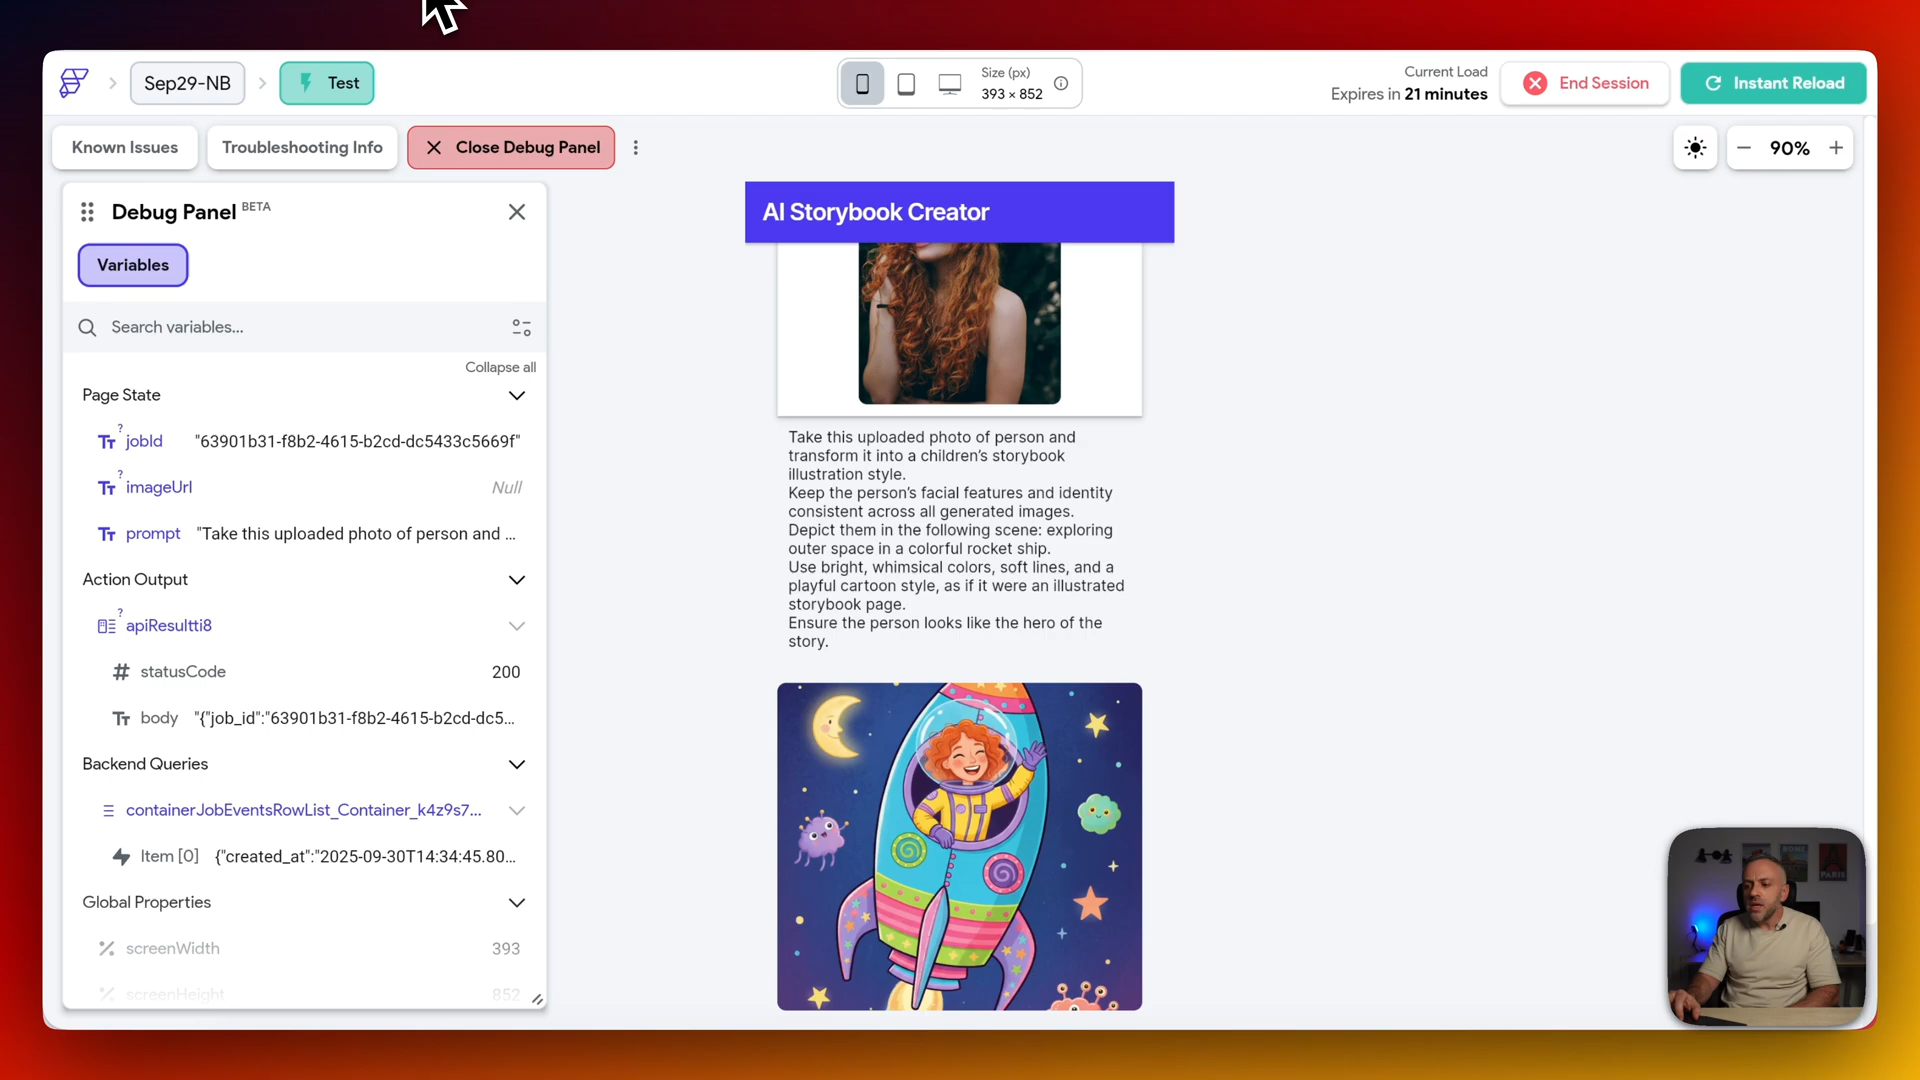 Sep29-NB
Test
Size (px)
393 × 852
Current Load
Expires in 21 minutes
End Session
Instant Reload
Known Issues
Troubleshooting Info
Close Debug Panel
90%
Debug Panel BETA
Variables
Search variables...
Collapse all
Page State
jobId "63901b31-f8b2-4615-b2cd-dc5433c5669f"
imageUrl Null
prompt "Take this uploaded photo of person and ...
Action Output
apiResultti8
statusCode 200
body "{"job_id":"63901b31-f8b2-4615-b2cd-dc5...
Backend Queries
containerJobEventsRowList_Container_k4z9s7...
Item [0] {"created_at":"2025-09-30T14:34:45.80...
Global Properties
screenWidth 393
screenHeight 852
AI Storybook Creator
Take this uploaded photo of person and
transform it into a children's storybook
illustration style.
Keep the person's facial features and identity
consistent across all generated images.
Depict them in the following scene: exploring
outer space in a colorful rocket ship.
Use bright, whimsical colors, soft lines, and a
playful cartoon style, as if it were an illustrated
storybook page.
Ensure the person looks like the hero of the
story.
ROME
PARIS